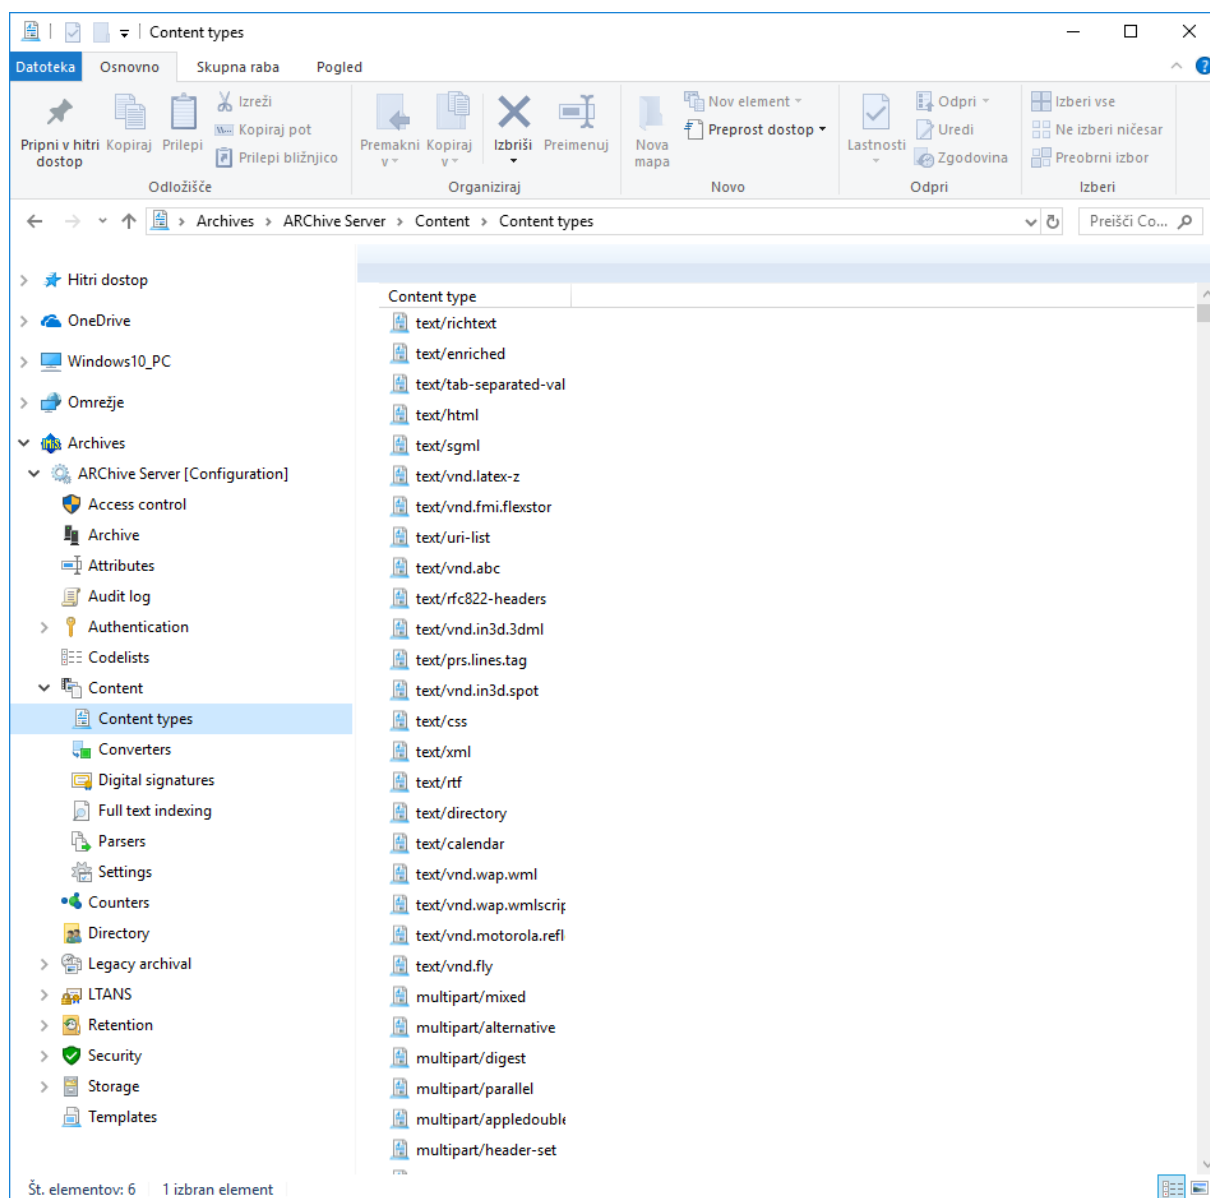 Content types
Datoteka Osnovno Skupna raba Pogled
Pripni v hitri dostop
Kopiraj
Prilepi
Izreži
Kopiraj pot
Prilepi bližnjico
Odložišče
Premakni v
Kopiraj v
Izbriši
Preimenuj
Organiziraj
Nova mapa
Nov element
Preprost dostop
Novo
Lastnosti
Odpri
Uredi
Zgodovina
Odpri
Izberi vse
Ne izberi ničesar
Preobrni izbor
Izberi
Archives > ARChive Server > Content > Content types
Preišči Co...
Hitri dostop
OneDrive
Windows10_PC
Omrežje
Archives
ARChive Server [Configuration]
Access control
Archive
Attributes
Audit log
Authentication
Codelists
Content
Content types
Converters
Digital signatures
Full text indexing
Parsers
Settings
Counters
Directory
Legacy archival
LTANS
Retention
Security
Storage
Templates
Content type
text/richtext
text/enriched
text/tab-separated-val
text/html
text/sgml
text/vnd.latex-z
text/vnd.fmi.flexstor
text/uri-list
text/vnd.abc
text/rfc822-headers
text/vnd.in3d.3dml
text/prs.lines.tag
text/vnd.in3d.spot
text/css
text/xml
text/rtf
text/directory
text/calendar
text/vnd.wap.wml
text/vnd.wap.wmlscrip
text/vnd.motorola.refl
text/vnd.fly
multipart/mixed
multipart/alternative
multipart/digest
multipart/parallel
multipart/appledouble
multipart/header-set
Št. elementov: 6 1 izbran element